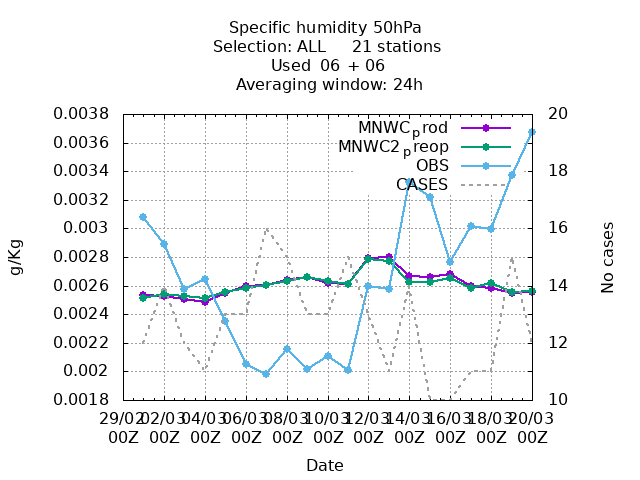 Specific humidity 50hPa
Selection: ALL     21 stations
Used  06 + 06
Averaging window: 24h
0.0038
0.0036
0.0034
0.0032
0.003
0.0028
0.0026
0.0024
0.0022
0.002
0.0018
g/Kg
MNWCprod
MNWC2preop
OBS
CASES
20
18
16
14
12
10
No cases
29/02 02/03 04/03 06/03 08/03 10/03 12/03 14/03 16/03 18/03 20/03
00Z 00Z 00Z 00Z 00Z 00Z 00Z 00Z 00Z 00Z 00Z
Date